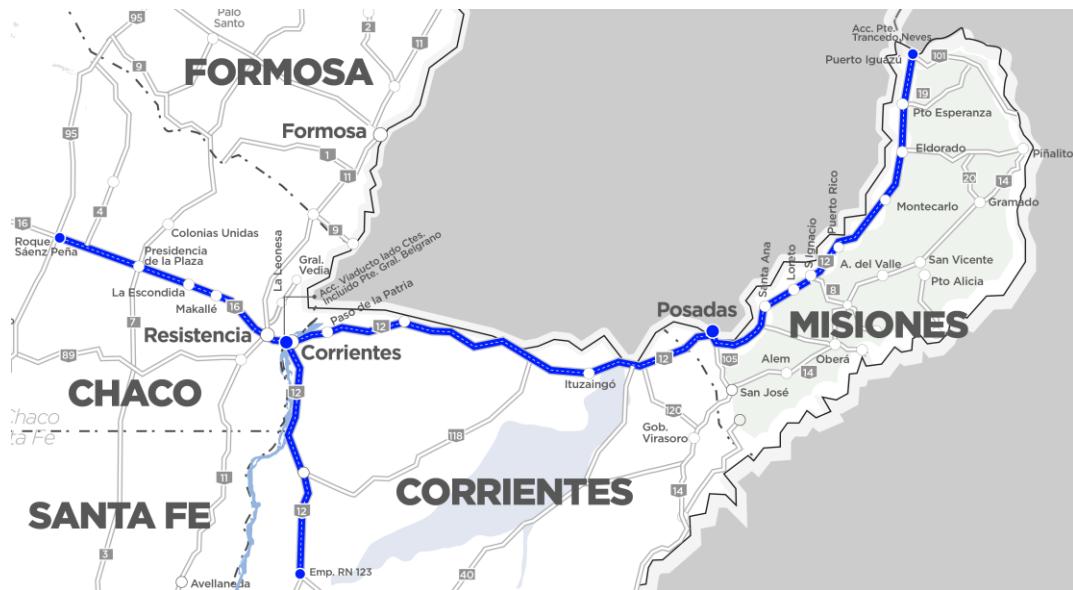 95
Palo
Santo
2
11
Acc. Pte.
Trancedo Neves
Puerto Iguazú
101
9
FORMOSA
19
Pto Esperanza
95
Formosa
1
Eldorado
Piñalito
11
20
14
Montecarlo
Gramado
4
16
Roque
Sáenz Peña
Colonias Unidas
9
Presidencia
de la Plaza
La Leonesa
Gral.
Vedia
Acc. Viaducto lado Ctes.
Incluido Pte. Gral. Belgrano
Puerto Rico
S Ignacio
Loreto
Santa Ana
12
A. del Valle
San Vicente
Pto Alicia
8
La Escondida
Makallé
16
Paso de la Patria
12
Posadas
MISIONES
7
Resistencia
Corrientes
89
12
105
Alem
Oberá
14
Ituzaingó
San José
CHACO
12
120
Gob.
Virasoro
Chaco
ta Fe
118
11
CORRIENTES
14
SANTA FE
12
3
Avellaneda
Emp. RN 123
40